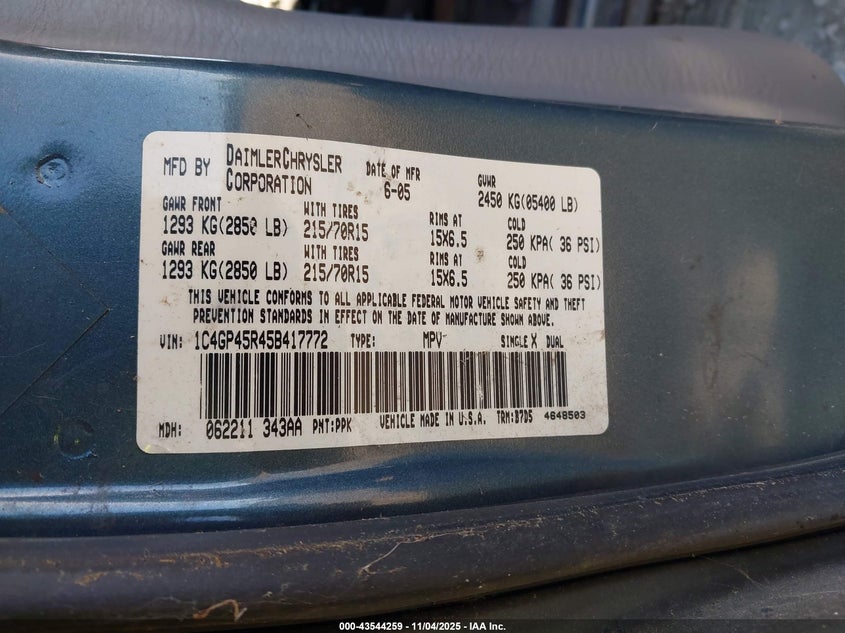 MFD BY DAIMLERCHRYSLER CORPORATION DATE OF MFR 6-05 GVWR 2450 KG(05400 LB)
GAWR FRONT WITH TIRES RIMS AT COLD
1293 KG(2850 LB) 215/70R15 15X6.5 250 KPA( 36 PSI)
GAWR REAR WITH TIRES RIMS AT COLD
1293 KG(2850 LB) 215/70R15 15X6.5 250 KPA( 36 PSI)
THIS VEHICLE CONFORMS TO ALL APPLICABLE FEDERAL MOTOR VEHICLE SAFETY AND THEFT
PREVENTION STANDARDS IN EFFECT ON THE DATE OF MANUFACTURE SHOWN ABOVE.
VIN: 1C4GP45R45B417772 TYPE: MPV SINGLE X DUAL
MDH: 062211 343AA PNT:PPK VEHICLE MADE IN U.S.A. TRM:B7D5 4648503
000-43544259 - 11/04/2025 - IAA Inc.